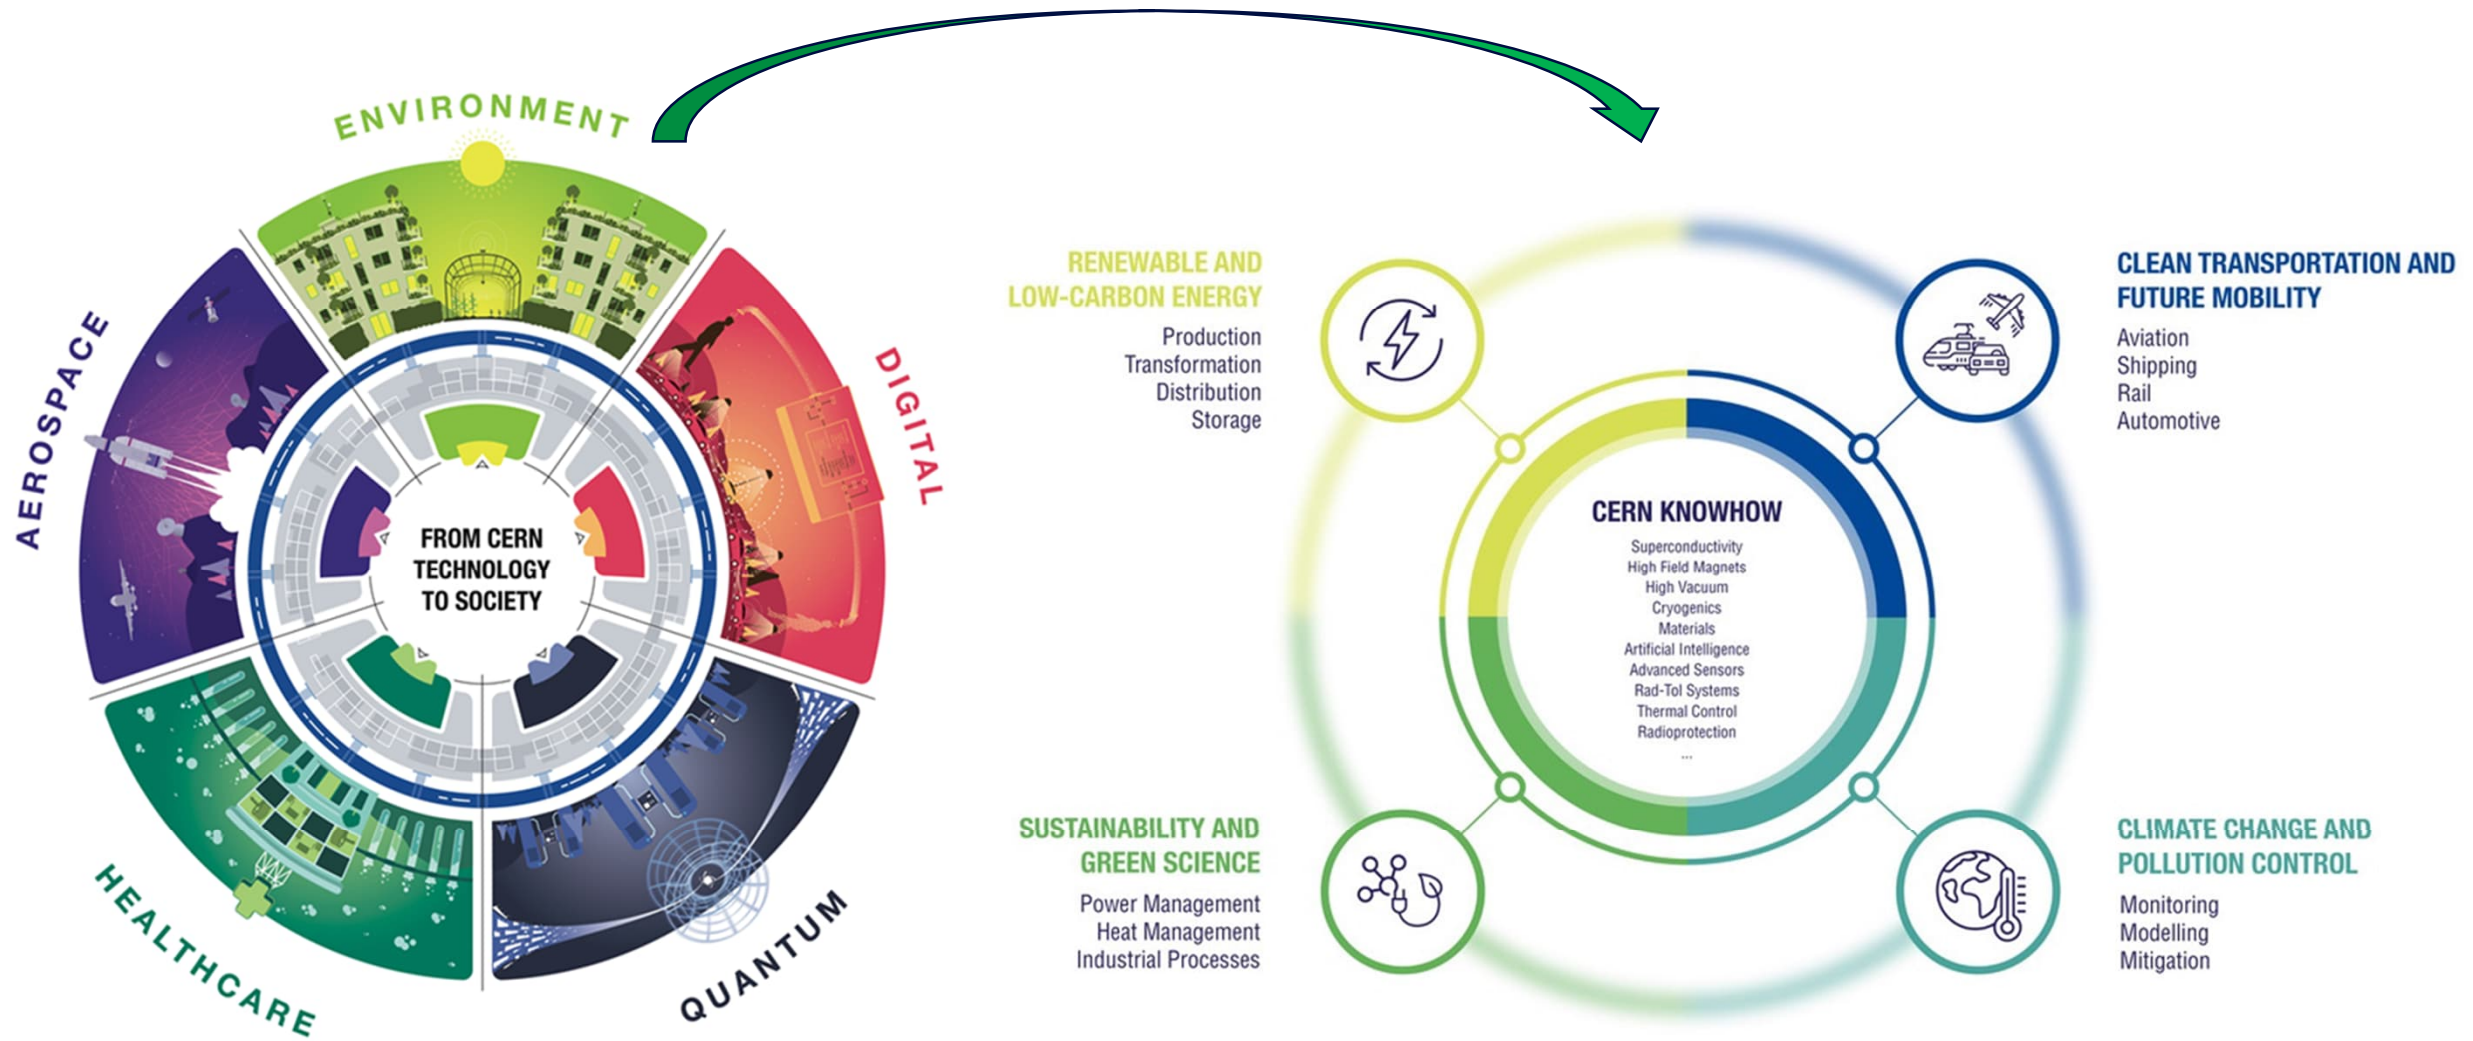 ENVIRONMENT
AEROSPACE
DIGITAL
FROM CERN
TECHNOLOGY
TO SOCIETY
HEALTHCARE
QUANTUM
RENEWABLE AND
LOW-CARBON ENERGY
Production
Transformation
Distribution
Storage
CLEAN TRANSPORTATION AND
FUTURE MOBILITY
Aviation
Shipping
Rail
Automotive
CERN KNOWHOW
Superconductivity
High Field Magnets
High Vacuum
Cryogenics
Materials
Artificial Intelligence
Advanced Sensors
Rad-Tol Systems
Thermal Control
Radioprotection
...
SUSTAINABILITY AND
GREEN SCIENCE
Power Management
Heat Management
Industrial Processes
CLIMATE CHANGE AND
POLLUTION CONTROL
Monitoring
Modelling
Mitigation